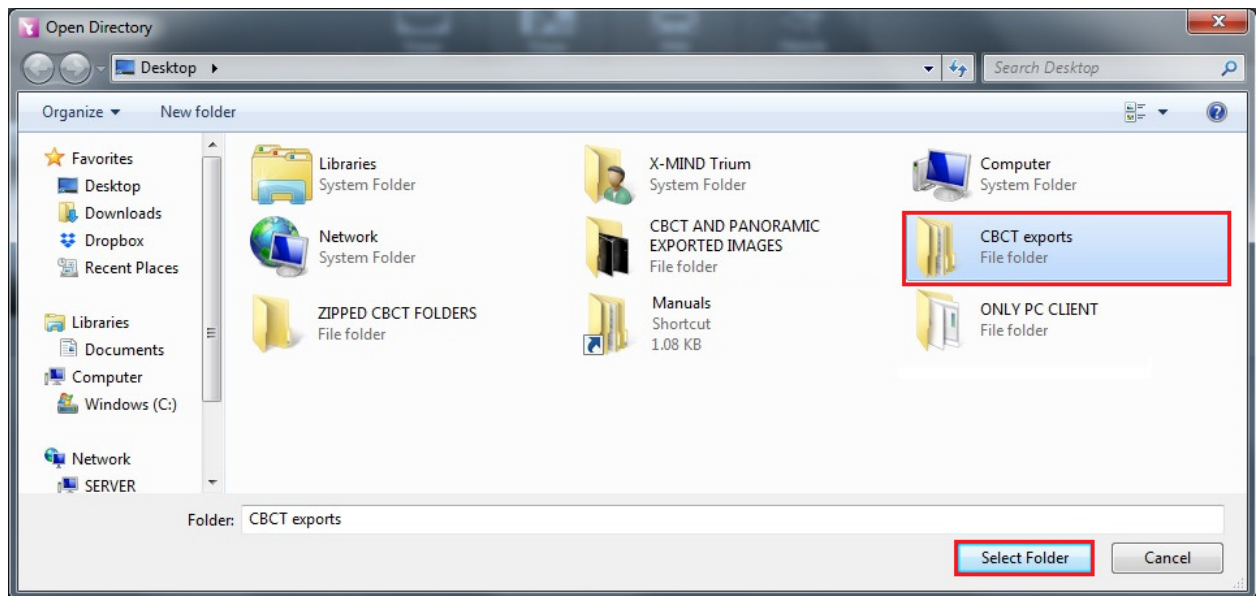 Open Directory
Desktop
Search Desktop
Organize
New folder
Favorites
Desktop
Downloads
Dropbox
Recent Places
Libraries
Documents
Computer
Windows (C:)
Network
SERVER
Libraries
System Folder
X-MIND Trium
System Folder
Computer
System Folder
Network
System Folder
CBCT AND PANORAMIC
EXPORTED IMAGES
File folder
CBCT exports
File folder
ZIPPED CBCT FOLDERS
File folder
Manuals
Shortcut
1.08 KB
ONLY PC CLIENT
File folder
Folder: CBCT exports
Select Folder
Cancel